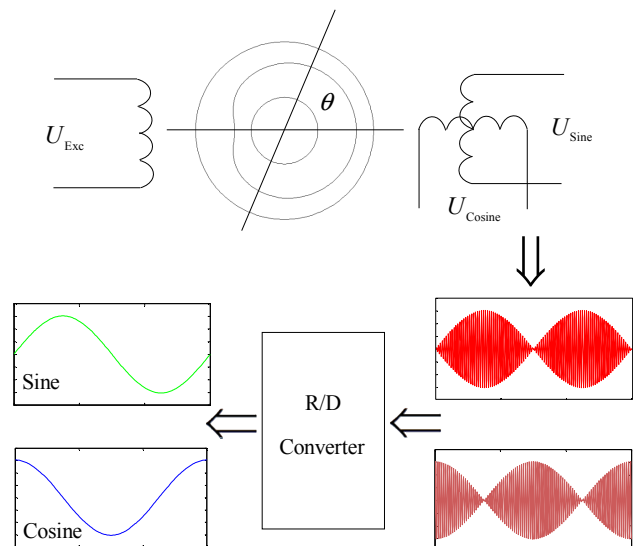 θ
U_Exc
U_Sine
U_Cosine
Sine
R/D
Converter
Cosine